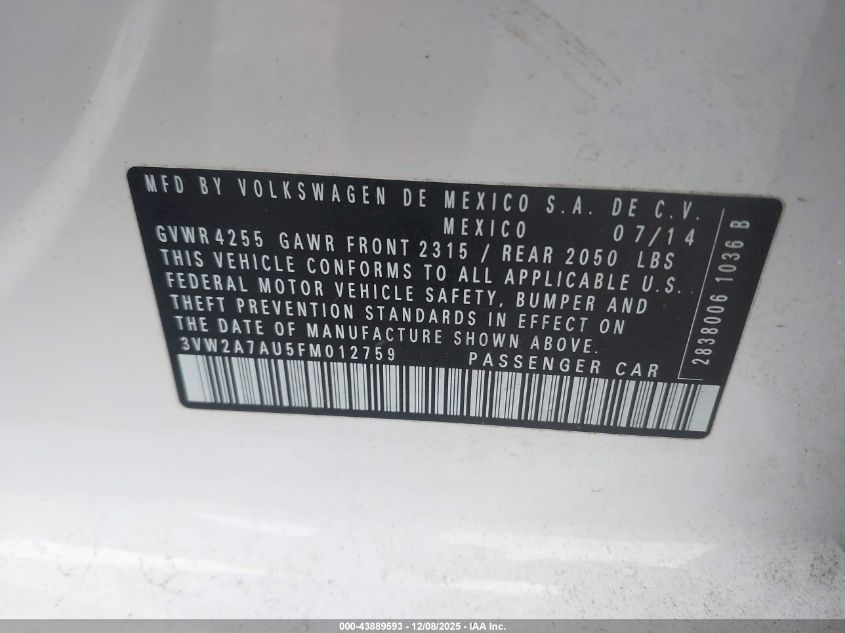 MFD BY VOLKSWAGEN DE MEXICO S.A. DE C.V.
MEXICO 07/14
GVWR 4255 GAWR FRONT 2315 / REAR 2050 LBS
THIS VEHICLE CONFORMS TO ALL APPLICABLE U.S.
FEDERAL MOTOR VEHICLE SAFETY, BUMPER AND
THEFT PREVENTION STANDARDS IN EFFECT ON
THE DATE OF MANUFACTURE SHOWN ABOVE.
3VW2A7AU5FM012759 PASSENGER CAR
2838006 1036 B
000-43889593 - 12/08/2025 - IAA Inc.